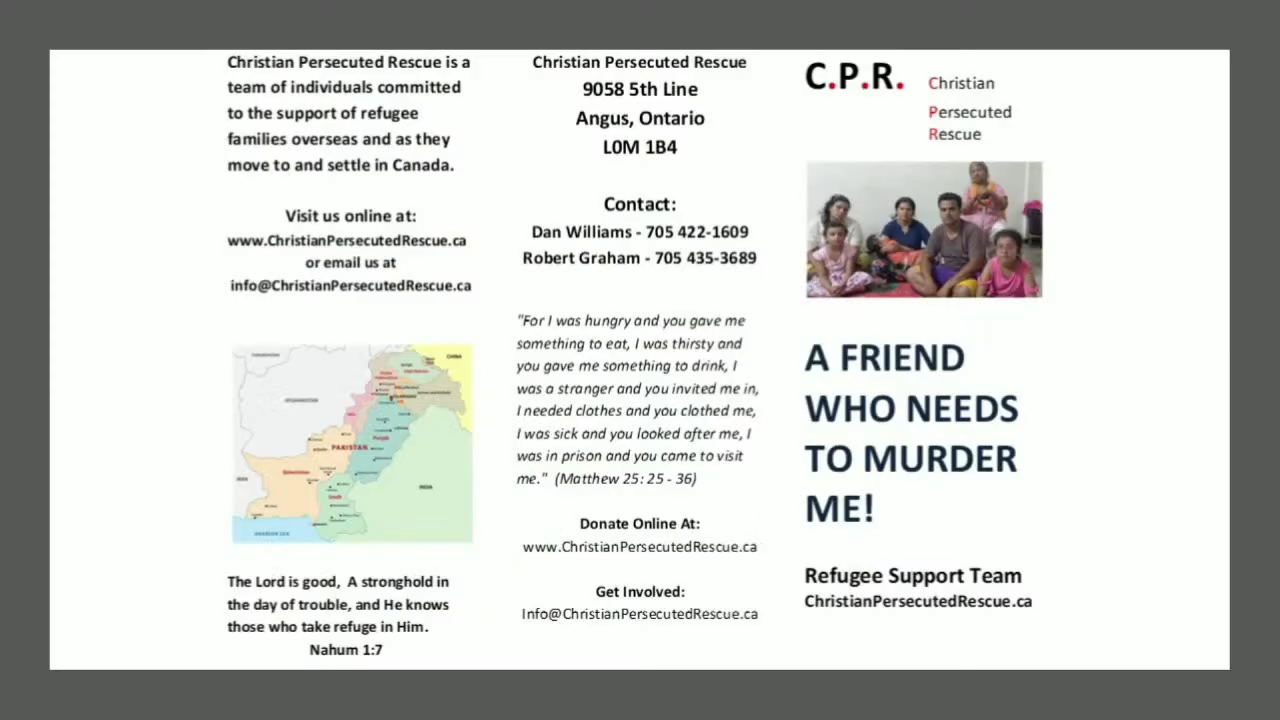 Christian Persecuted Rescue is a
team of individuals committed
to the support of refugee
families overseas and as they
move to and settle in Canada.
Visit us online at:
www.ChristianPersecutedRescue.ca
or email us at
info@ChristianPersecutedRescue.ca
CHINA
PAKISTAN
INDIA
The Lord is good,  A stronghold in
the day of trouble, and He knows
those who take refuge in Him.
Nahum 1:7
Christian Persecuted Rescue
9058 5th Line
Angus, Ontario
L0M 1B4
Contact:
Dan Williams - 705 422-1609
Robert Graham - 705 435-3689
"For I was hungry and you gave me
something to eat, I was thirsty and
you gave me something to drink, I
was a stranger and you invited me in,
I needed clothes and you clothed me,
I was sick and you looked after me, I
was in prison and you came to visit
me."  (Matthew 25: 25 - 36)
Donate Online At:
www.ChristianPersecutedRescue.ca
Get Involved:
Info@ChristianPersecutedRescue.ca
C.P.R. Christian
Persecuted
Rescue
A FRIEND
WHO NEEDS
TO MURDER
ME!
Refugee Support Team
ChristianPersecutedRescue.ca